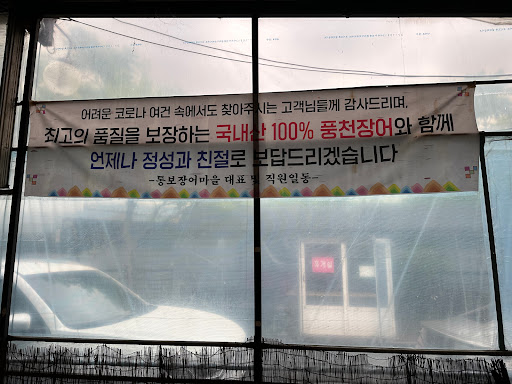 어려운 코로나 여건 속에서도 찾아주시는 고객님들께 감사드리며,
최고의 품질을 보장하는 국내산 100% 풍천장어와 함께
언제나 정성과 친절로 보답드리겠습니다
-통보장어마을 대표 및 직원일동-